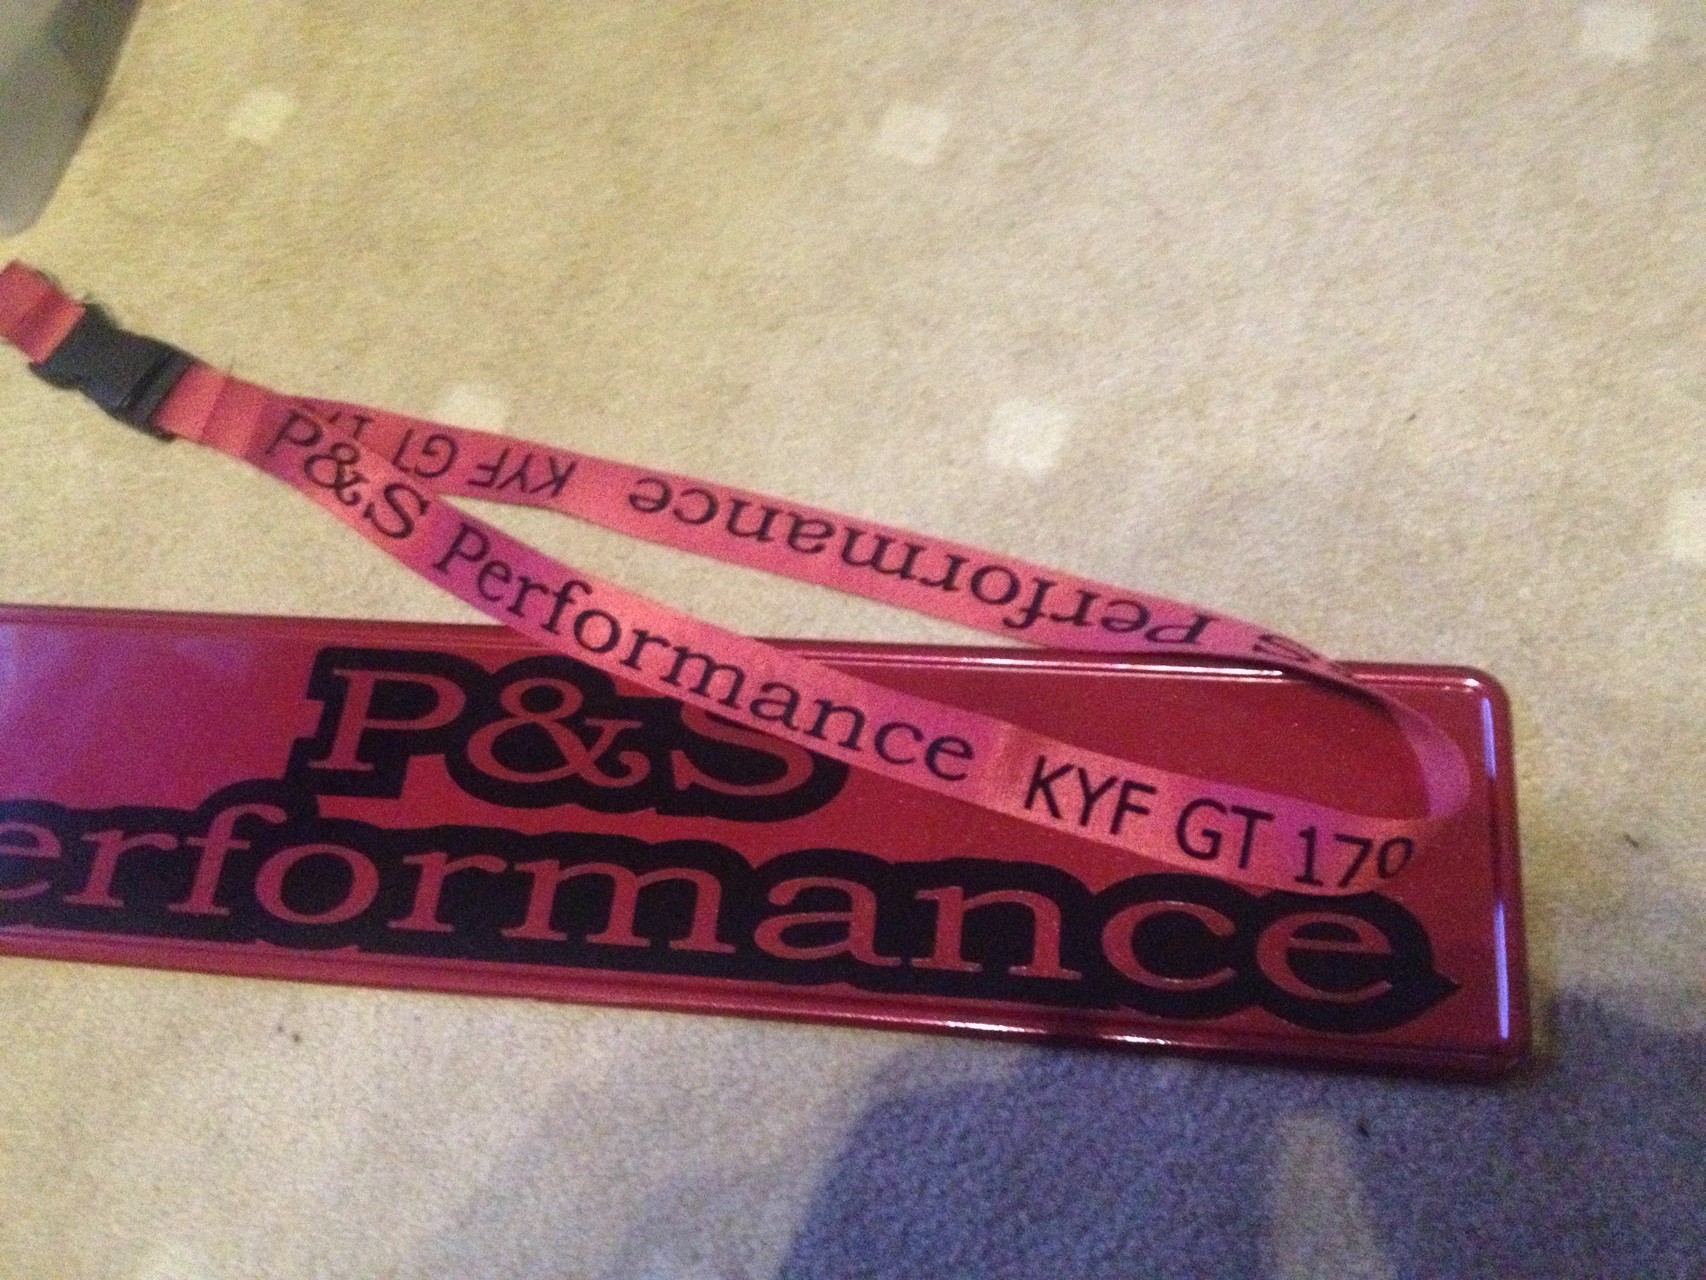 P&S Performance KYF GT 170
S Performance KYF GT 1
P&S
erformance